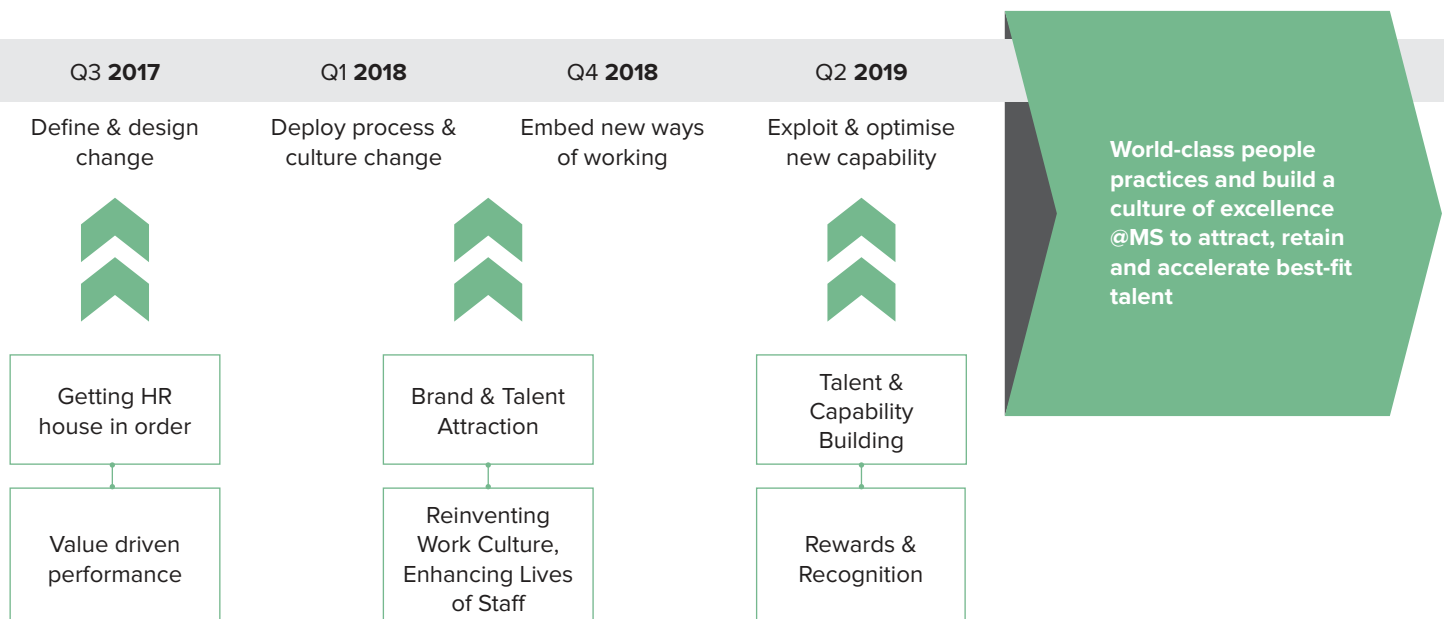 Q3 2017
Q1 2018
Q4 2018
Q2 2019
Define & design
change
Deploy process &
culture change
Embed new ways
of working
Exploit & optimise
new capability
World-class people
practices and build a
culture of excellence
@MS to attract, retain
and accelerate best-fit
talent
Getting HR
house in order
Brand & Talent
Attraction
Talent &
Capability
Building
Value driven
performance
Reinventing
Work Culture,
Enhancing Lives
of Staff
Rewards &
Recognition